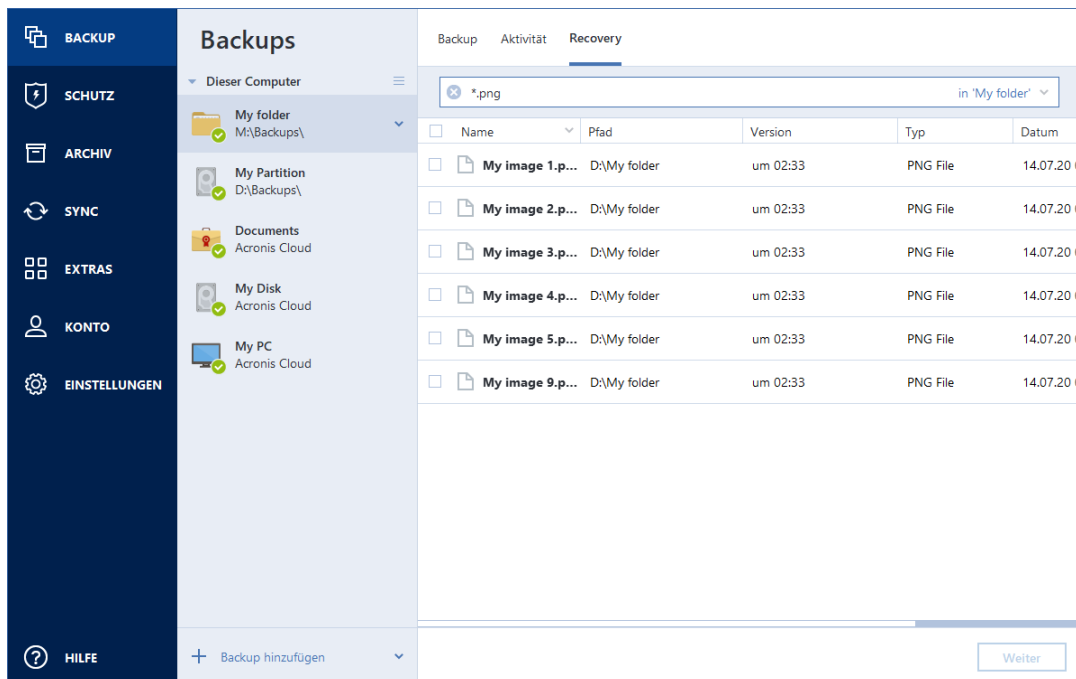 BACKUP
SCHUTZ
ARCHIV
SYNC
EXTRAS
KONTO
EINSTELLUNGEN
HILFE
Backups
Dieser Computer
My folder
M:\Backups\
My Partition
D:\Backups\
Documents
Acronis Cloud
My Disk
Acronis Cloud
My PC
Acronis Cloud
Backup hinzufügen
Backup Aktivität Recovery
*.png in 'My folder'
Name Pfad Version Typ Datum
My image 1.p... D:\My folder um 02:33 PNG File 14.07.20
My image 2.p... D:\My folder um 02:33 PNG File 14.07.20
My image 3.p... D:\My folder um 02:33 PNG File 14.07.20
My image 4.p... D:\My folder um 02:33 PNG File 14.07.20
My image 5.p... D:\My folder um 02:33 PNG File 14.07.20
My image 9.p... D:\My folder um 02:33 PNG File 14.07.20
Weiter